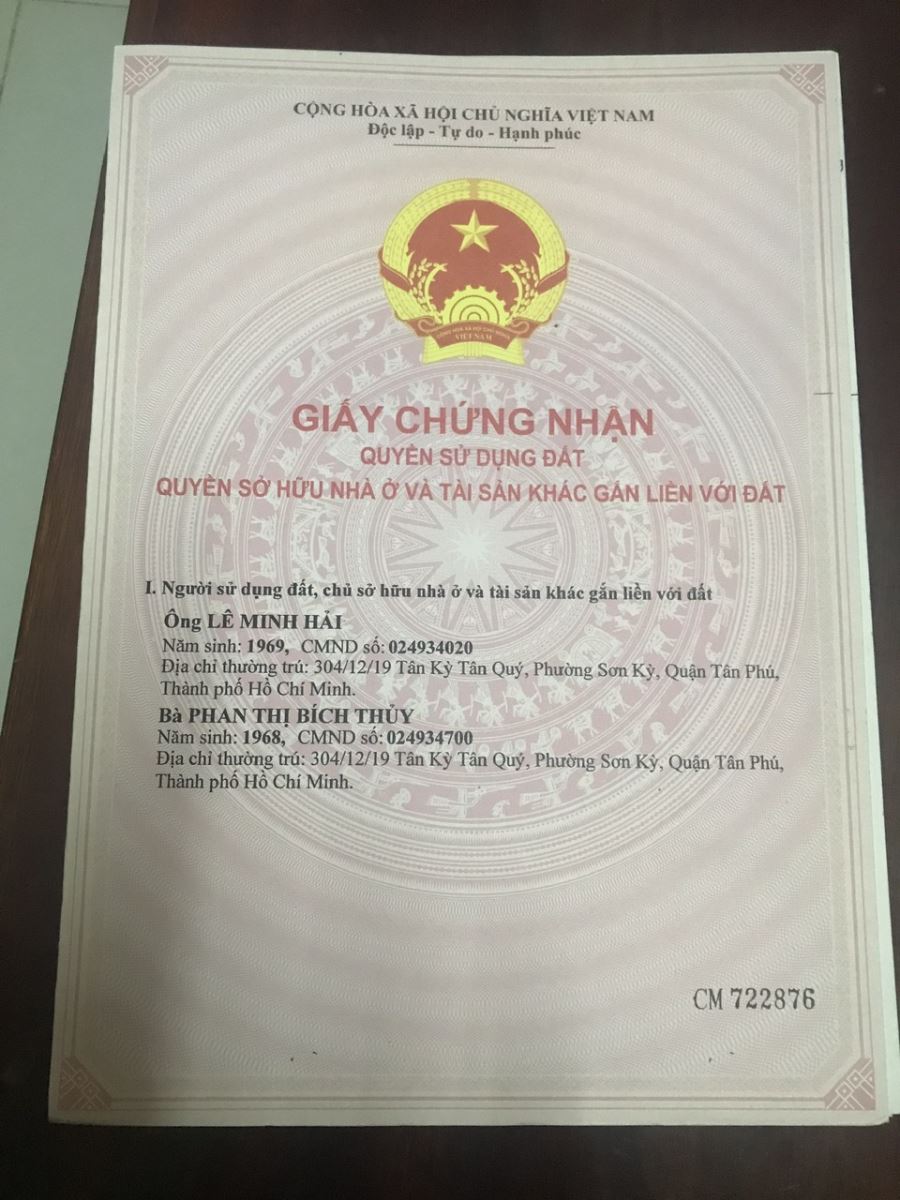 CỘNG HÒA XÃ HỘI CHỦ NGHĨA VIỆT NAM
Độc lập - Tự do - Hạnh phúc
CỘNG HÒA XÃ HỘI CHỦ NGHĨA
VIỆT NAM
GIẤY CHỨNG NHẬN
QUYỀN SỬ DỤNG ĐẤT
QUYỀN SỞ HỮU NHÀ Ở VÀ TÀI SẢN KHÁC GẮN LIỀN VỚI ĐẤT
I. Người sử dụng đất, chủ sở hữu nhà ở và tài sản khác gắn liền với đất
Ông LÊ MINH HẢI
Năm sinh: 1969, CMND số: 024934020
Địa chỉ thường trú: 304/12/19 Tân Kỳ Tân Quý, Phường Sơn Kỳ, Quận Tân Phú,
Thành phố Hồ Chí Minh.
Bà PHAN THỊ BÍCH THỦY
Năm sinh: 1968, CMND số: 024934700
Địa chỉ thường trú: 304/12/19 Tân Kỳ Tân Quý, Phường Sơn Kỳ, Quận Tân Phú,
Thành phố Hồ Chí Minh.
CM 722876